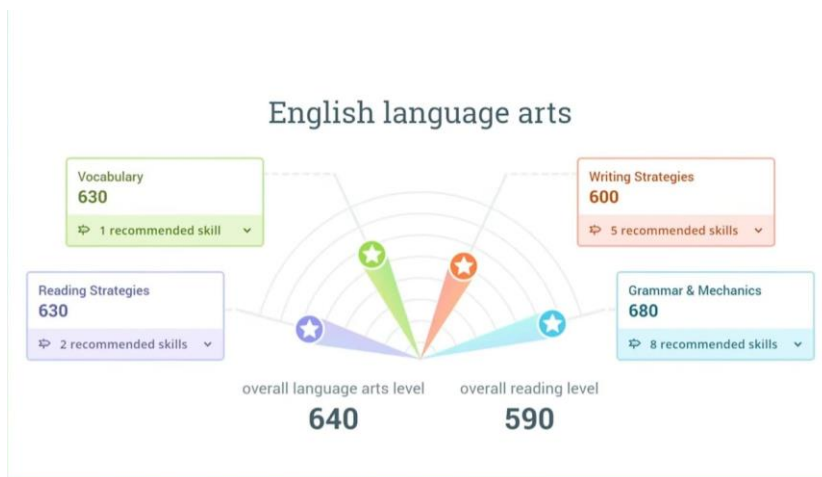 English language arts
Vocabulary
630
1 recommended skill
Writing Strategies
600
5 recommended skills
Reading Strategies
630
2 recommended skills
Grammar & Mechanics
680
8 recommended skills
overall language arts level
640
overall reading level
590